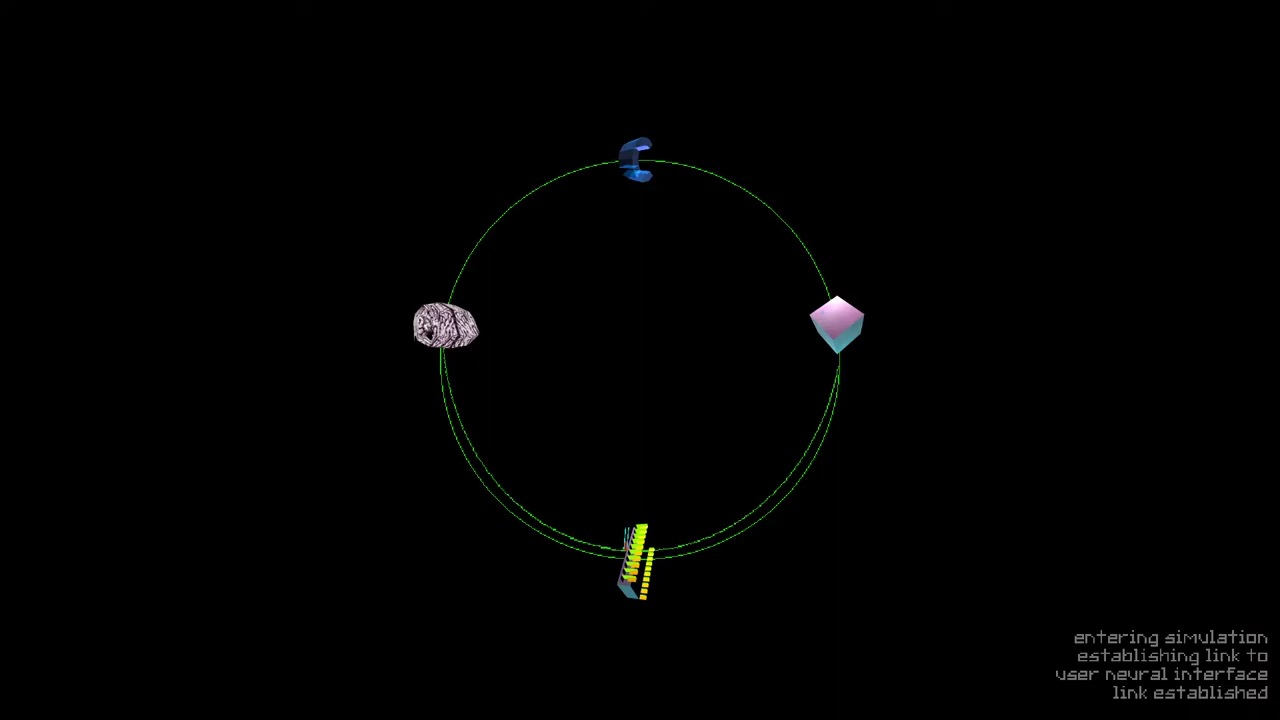 entering simulation
establishing link to
user neural interface
link established